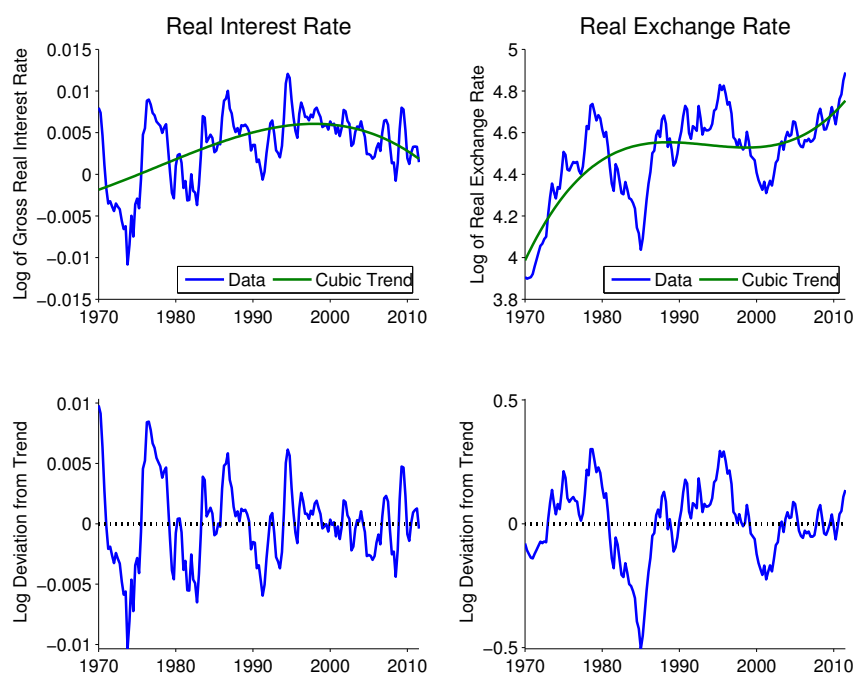 Real Interest Rate
Log of Gross Real Interest Rate
0.015
0.01
0.005
0
−0.005
−0.01
−0.015
Data
Cubic Trend
1970 1980 1990 2000 2010
Real Exchange Rate
Log of Real Exchange Rate
5
4.8
4.6
4.4
4.2
4
3.8
Data
Cubic Trend
1970 1980 1990 2000 2010
Log Deviation from Trend
0.01
0.005
0
−0.005
−0.01
1970 1980 1990 2000 2010
Log Deviation from Trend
0.5
0
−0.5
1970 1980 1990 2000 2010